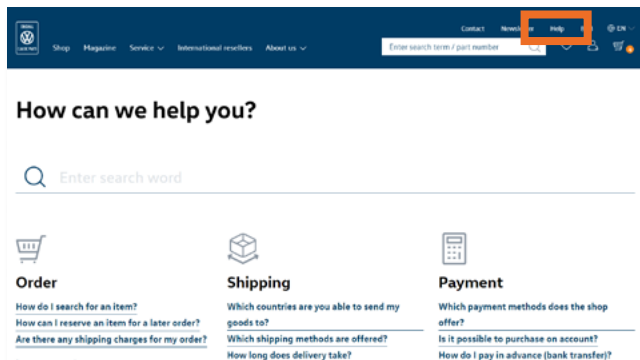 Contact Help EN
Shop Magazine Service International resellers About us Enter search term / part number
How can we help you?
Enter search word
Order Shipping Payment
How do I search for an item?
How can I reserve an item for a later order?
Are there any shipping charges for my order?
Which countries are you able to send my
goods to?
Which shipping methods are offered?
How long does delivery take?
Which payment methods does the shop
offer?
Is it possible to purchase on account?
How do I pay in advance (bank transfer)?